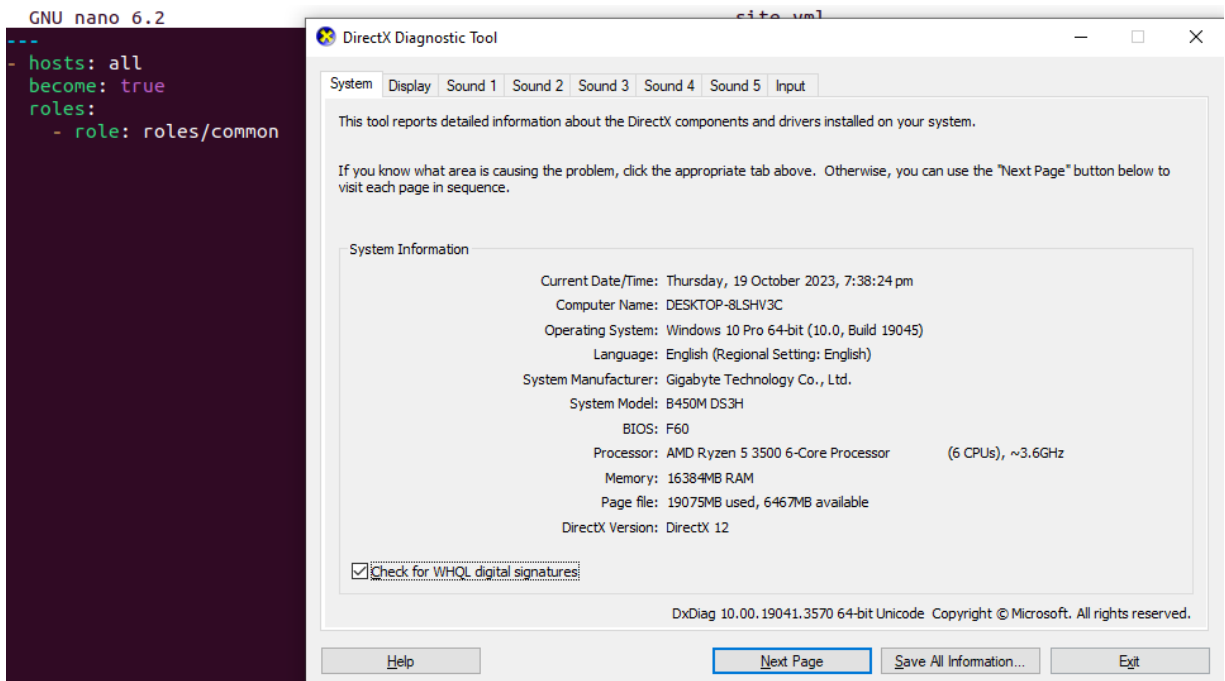 GNU nano 6.2
site.yml
---
- hosts: all
become: true
roles:
- role: roles/common
DirectX Diagnostic Tool
System Display Sound 1 Sound 2 Sound 3 Sound 4 Sound 5 Input
This tool reports detailed information about the DirectX components and drivers installed on your system.
If you know what area is causing the problem, click the appropriate tab above.  Otherwise, you can use the "Next Page" button below to
visit each page in sequence.
System Information
Current Date/Time: Thursday, 19 October 2023, 7:38:24 pm
Computer Name: DESKTOP-8LSHV3C
Operating System: Windows 10 Pro 64-bit (10.0, Build 19045)
Language: English (Regional Setting: English)
System Manufacturer: Gigabyte Technology Co., Ltd.
System Model: B450M DS3H
BIOS: F60
Processor: AMD Ryzen 5 3500 6-Core Processor (6 CPUs), ~3.6GHz
Memory: 16384MB RAM
Page file: 19075MB used, 6467MB available
DirectX Version: DirectX 12
Check for WHQL digital signatures
DxDiag 10.00.19041.3570 64-bit Unicode Copyright © Microsoft. All rights reserved.
Help Next Page Save All Information... Exit